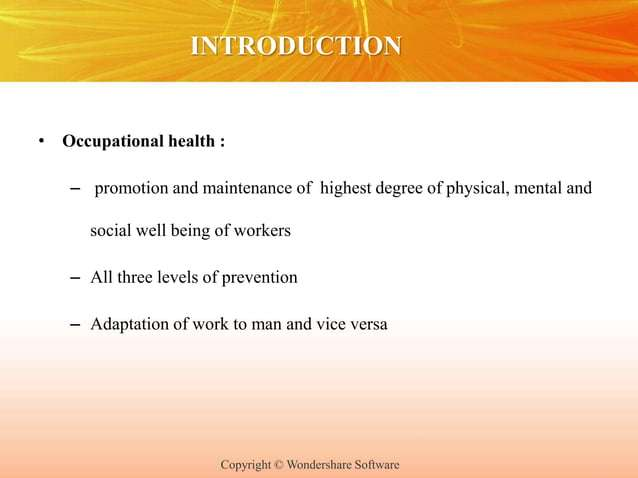 INTRODUCTION
• Occupational health :
– promotion and maintenance of highest degree of physical, mental and
social well being of workers
– All three levels of prevention
– Adaptation of work to man and vice versa
Copyright © Wondershare Software